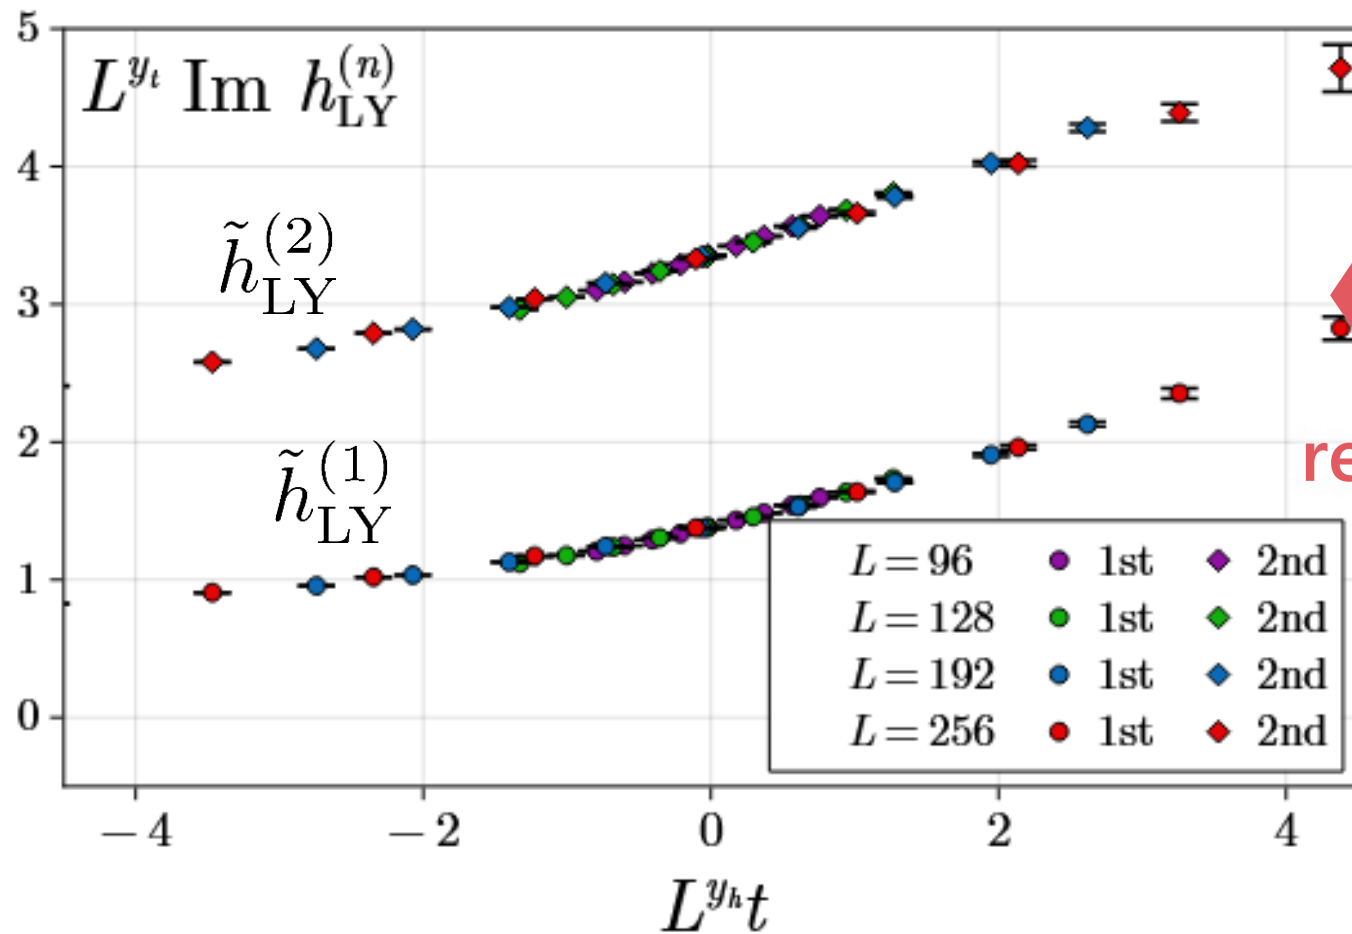 5
L^{y_t} Im h_{LY}^{(n)}
4
h̃_{LY}^{(2)}
3
re
2
h̃_{LY}^{(1)}
1
L = 96 1st 2nd
L = 128 1st 2nd
L = 192 1st 2nd
L = 256 1st 2nd
0
−4 −2 0 2 4
L^{y_h}t